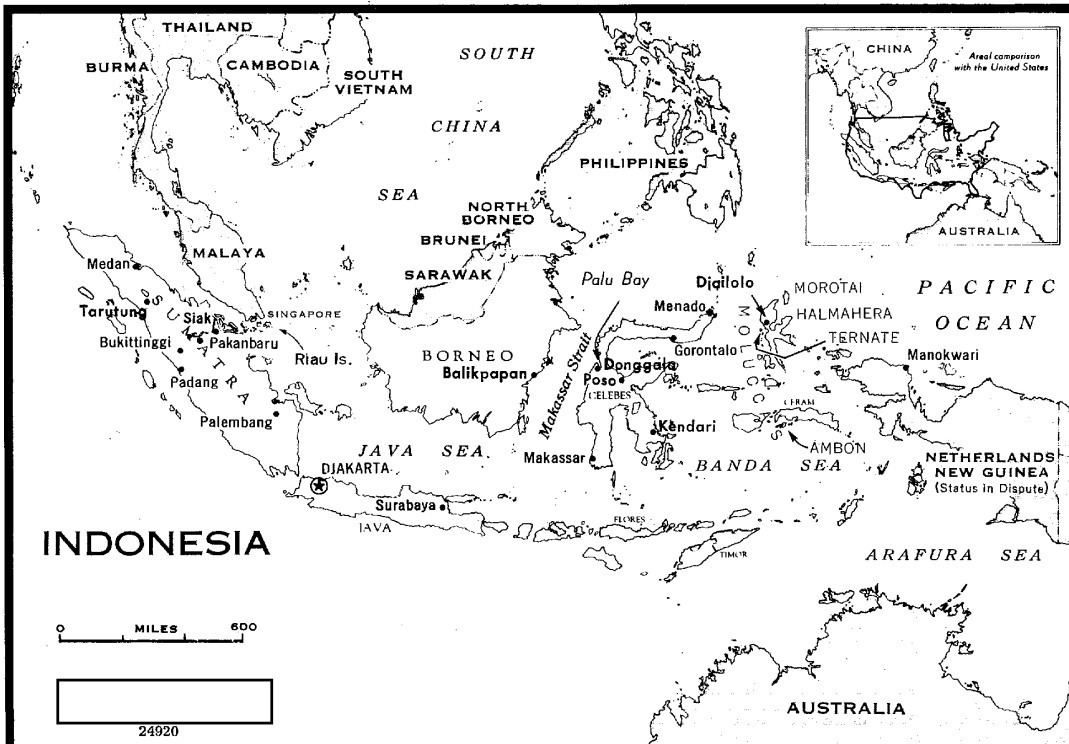 THAILAND
BURMA
CAMBODIA
SOUTH
VIETNAM
SOUTH
CHINA
SEA
PHILIPPINES
CHINA
Areal comparison
with the United States
AUSTRALIA
NORTH
BORNEO
BRUNEI
SARAWAK
MALAYA
Medan
Tarutung
SUMATRA
Siak
SINGAPORE
Bukittinggi
Pakanbaru
Riau Is.
Padang
Palembang
BORNEO
Balikpapan
Makassar Strait
Palu Bay
Djilolo
MOROTAI
Menado
HALMAHERA
MOLUCCAS
TERNATE
PACIFIC
OCEAN
Gorontalo
Manokwari
Donggala
Poso
CELEBES
CERAM
Kendari
AMBON
JAVA SEA
Makassar
BANDA SEA
NETHERLANDS
NEW GUINEA
(Status in Dispute)
DJAKARTA
Surabaya
JAVA
FLORES
TIMOR
ARAFURA SEA
INDONESIA
0 MILES 600
24920
AUSTRALIA